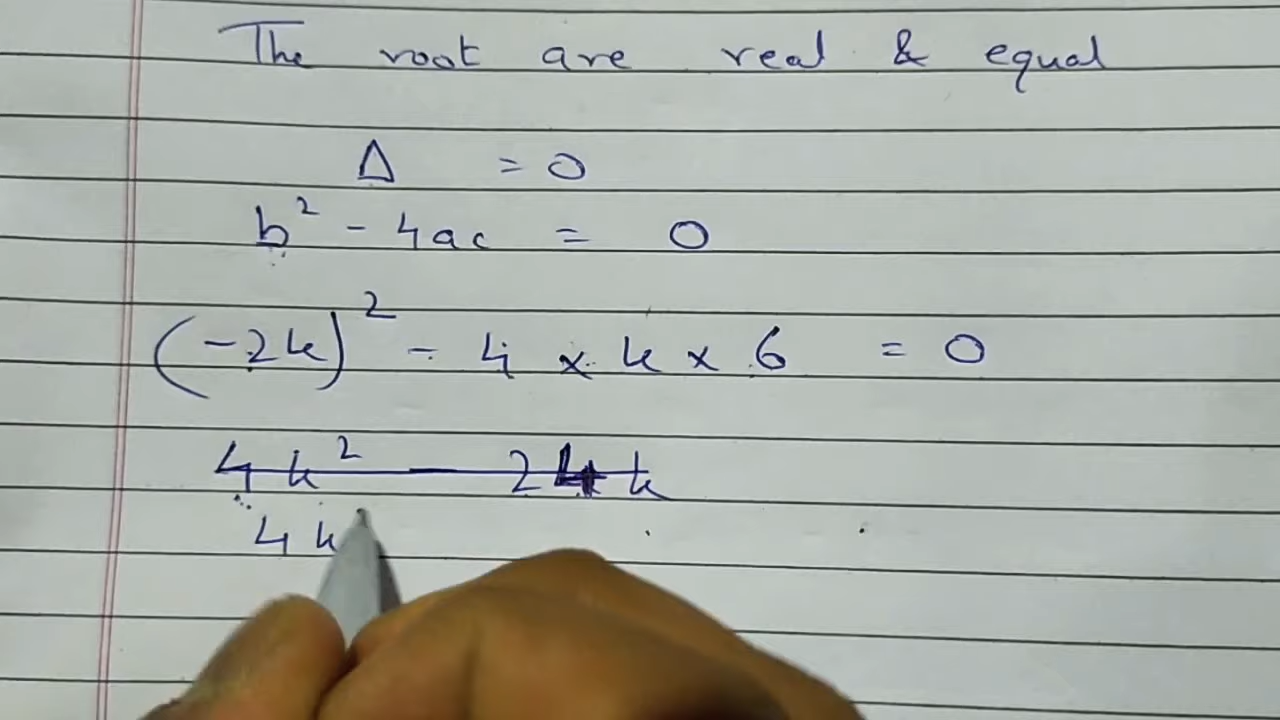 The root are real & equal
Δ = 0
b² - 4ac = 0
(-2k)² - 4 × k × 6 = 0
4k² - 24k
4k